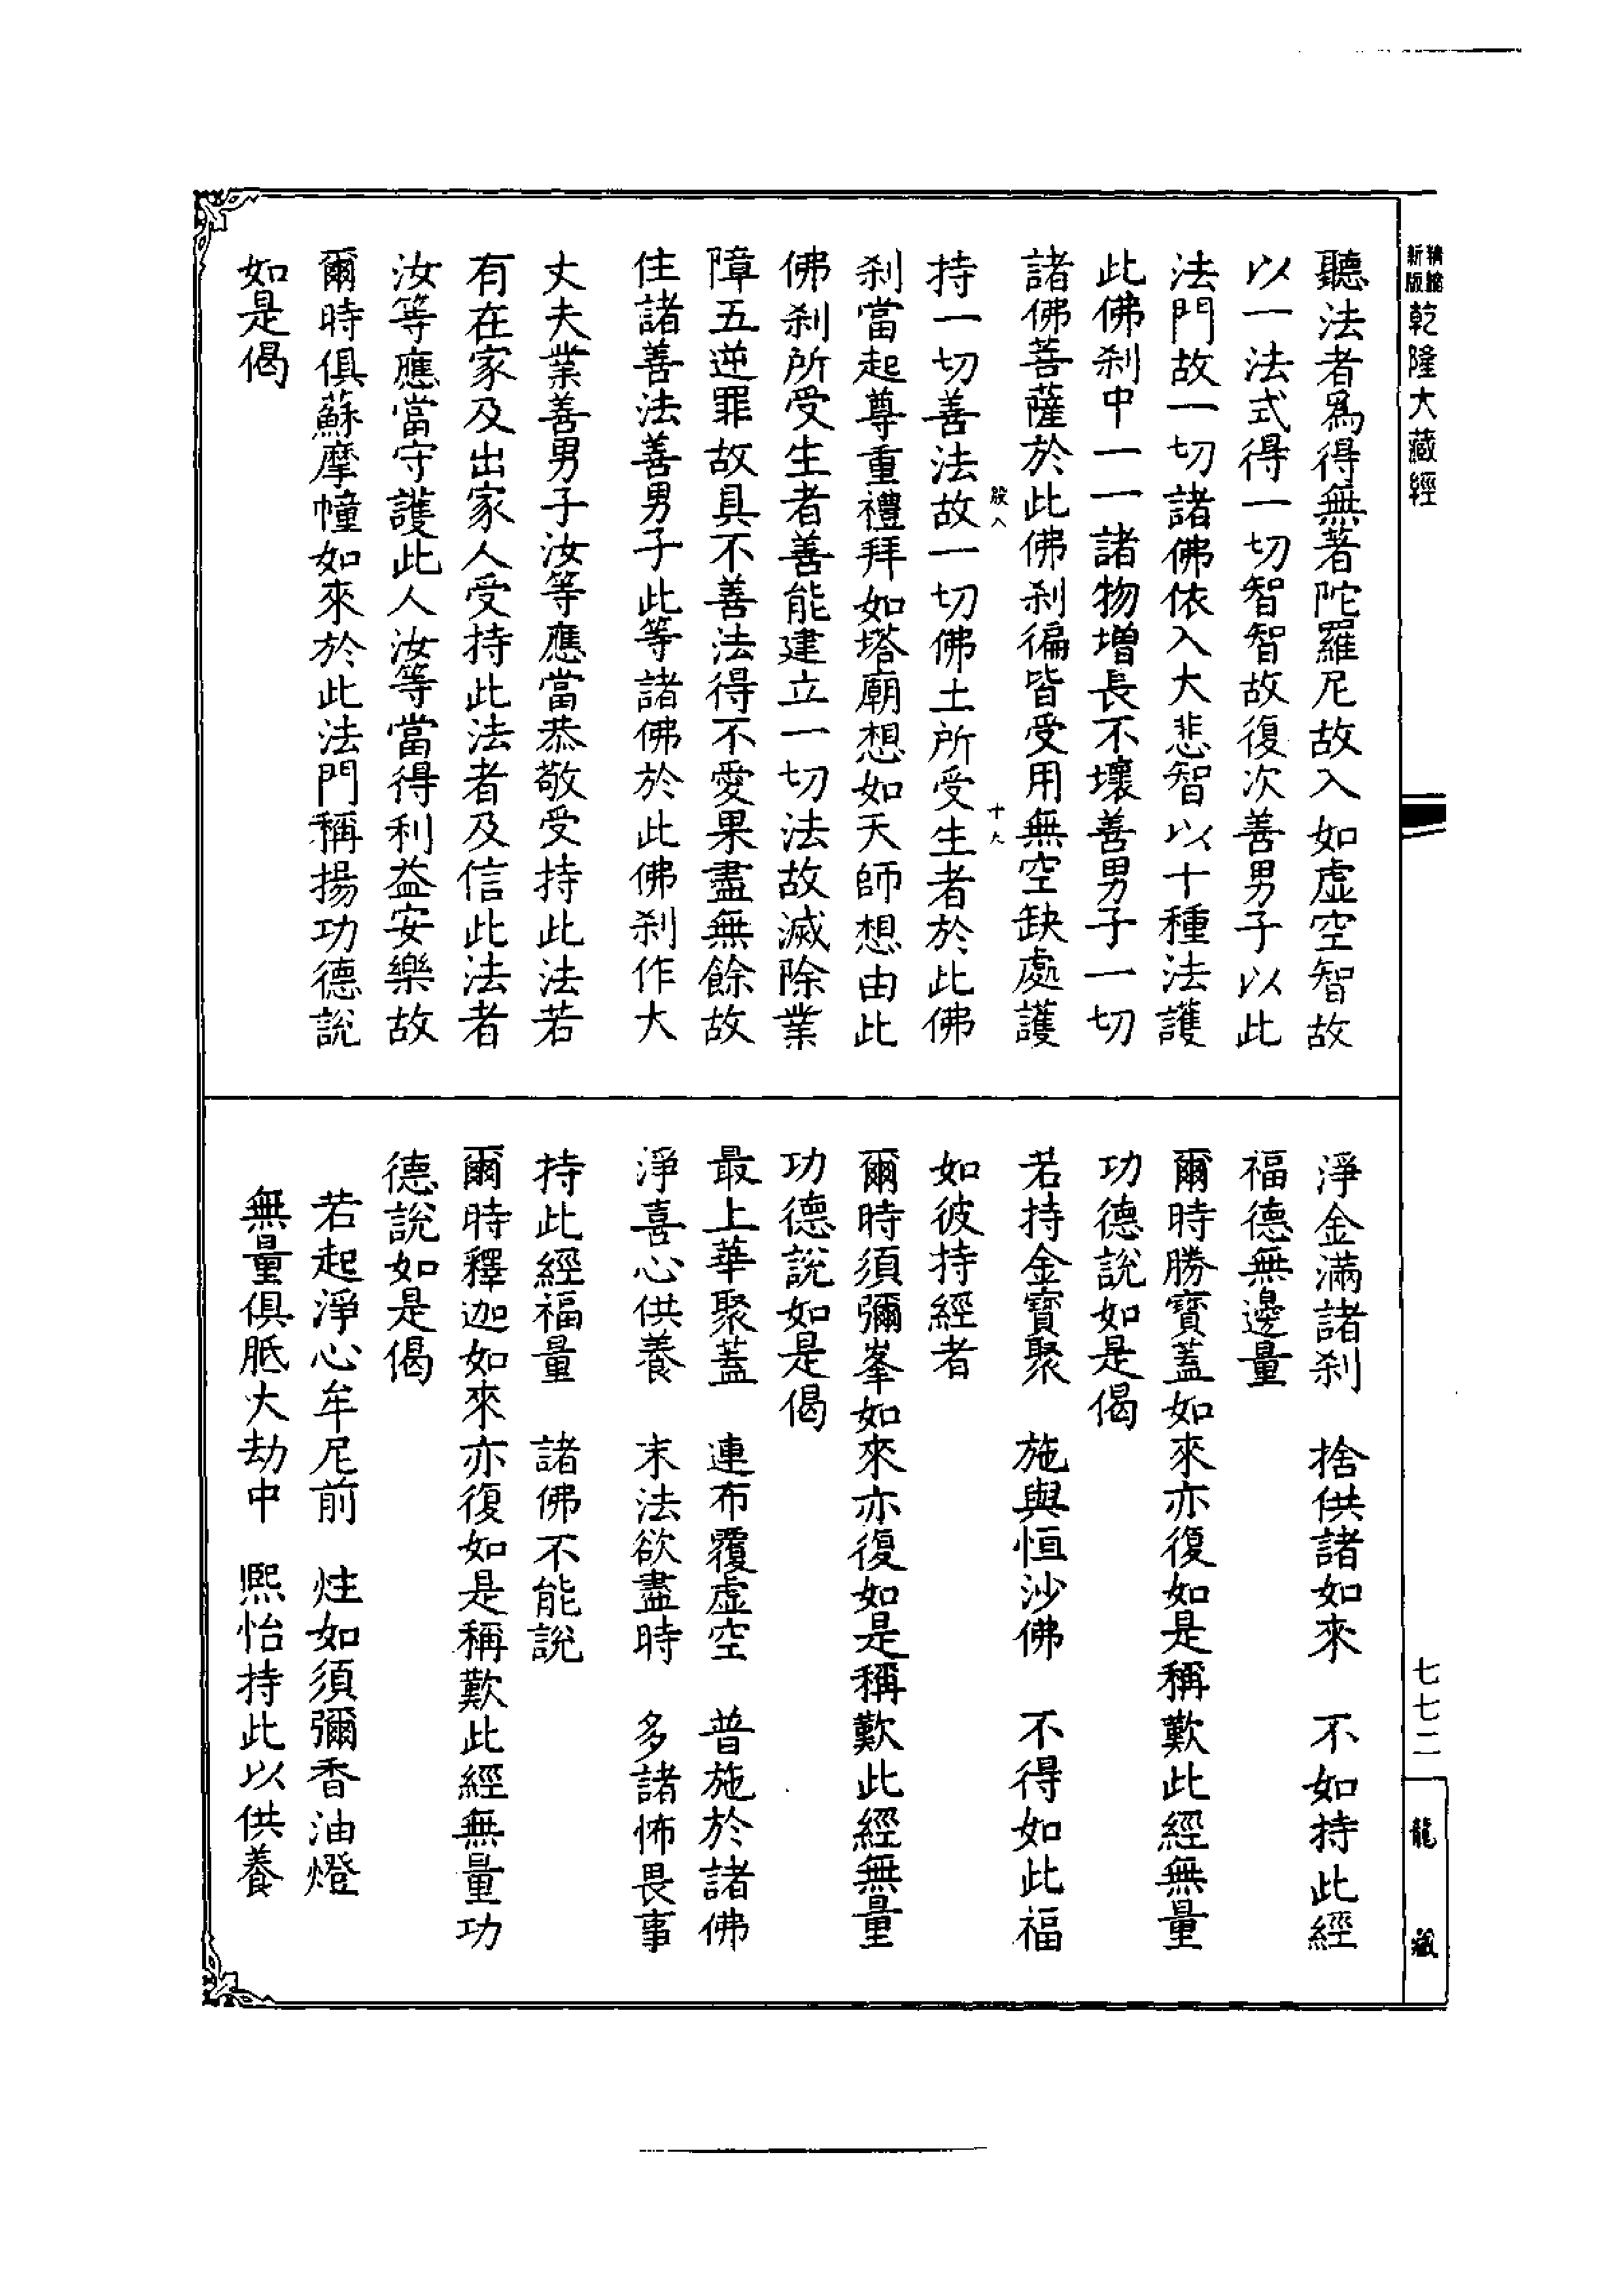 精縮
新版
乾隆大藏經
七七二
龍藏
聽法者爲得無著陀羅尼故入如虛空智故
以一法式得一切智智故復次善男子以此
法門故一切諸佛依入大悲智以十種法護
此佛刹中一一諸物增長不壞善男子一切
諸佛菩薩於此佛刹徧皆受用無空缺處護
持一切善法故一切佛土所受生者於此佛
刹當起尊重禮拜如塔廟想如天師想由此
佛刹所受生者善能建立一切法故滅除業
障五逆罪故具不善法得不愛果盡無餘故
住諸善法善男子此等諸佛於此佛刹作大
丈夫業善男子汝等應當恭敬受持此法若
有在家及出家人受持此法者及信此法者
汝等應當守護此人汝等當得利益安樂故
爾時俱蘇摩幢如來於此法門稱揚功德說
如是偈
淨金滿諸刹　捨供諸如來　不如持此經
福德無邊量
爾時勝寶蓋如來亦復如是稱歎此經無量
功德說如是偈
若持金寶聚　施與恒沙佛　不得如此福
如彼持經者
爾時須彌峯如來亦復如是稱歎此經無量
功德說如是偈
最上華聚蓋　連布覆虛空　普施於諸佛
淨喜心供養　末法欲盡時　多諸怖畏事
持此經福量　諸佛不能說
爾時釋迦如來亦復如是稱歎此經無量功
德說如是偈
若起淨心牟尼前　炷如須彌香油燈
無量俱胝大劫中　熙怡持此以供養